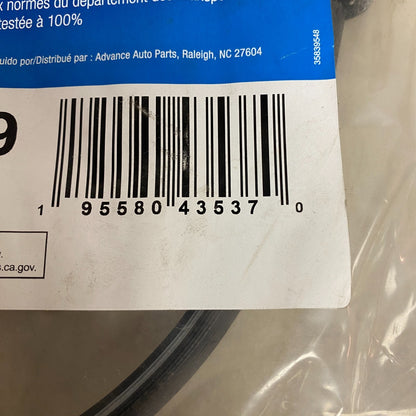 normes du département des
testée à 100%
uido por/Distribué par : Advance Auto Parts, Raleigh, NC 27604
35839548
9
1 95580 43537 0
y.
s.ca.gov.